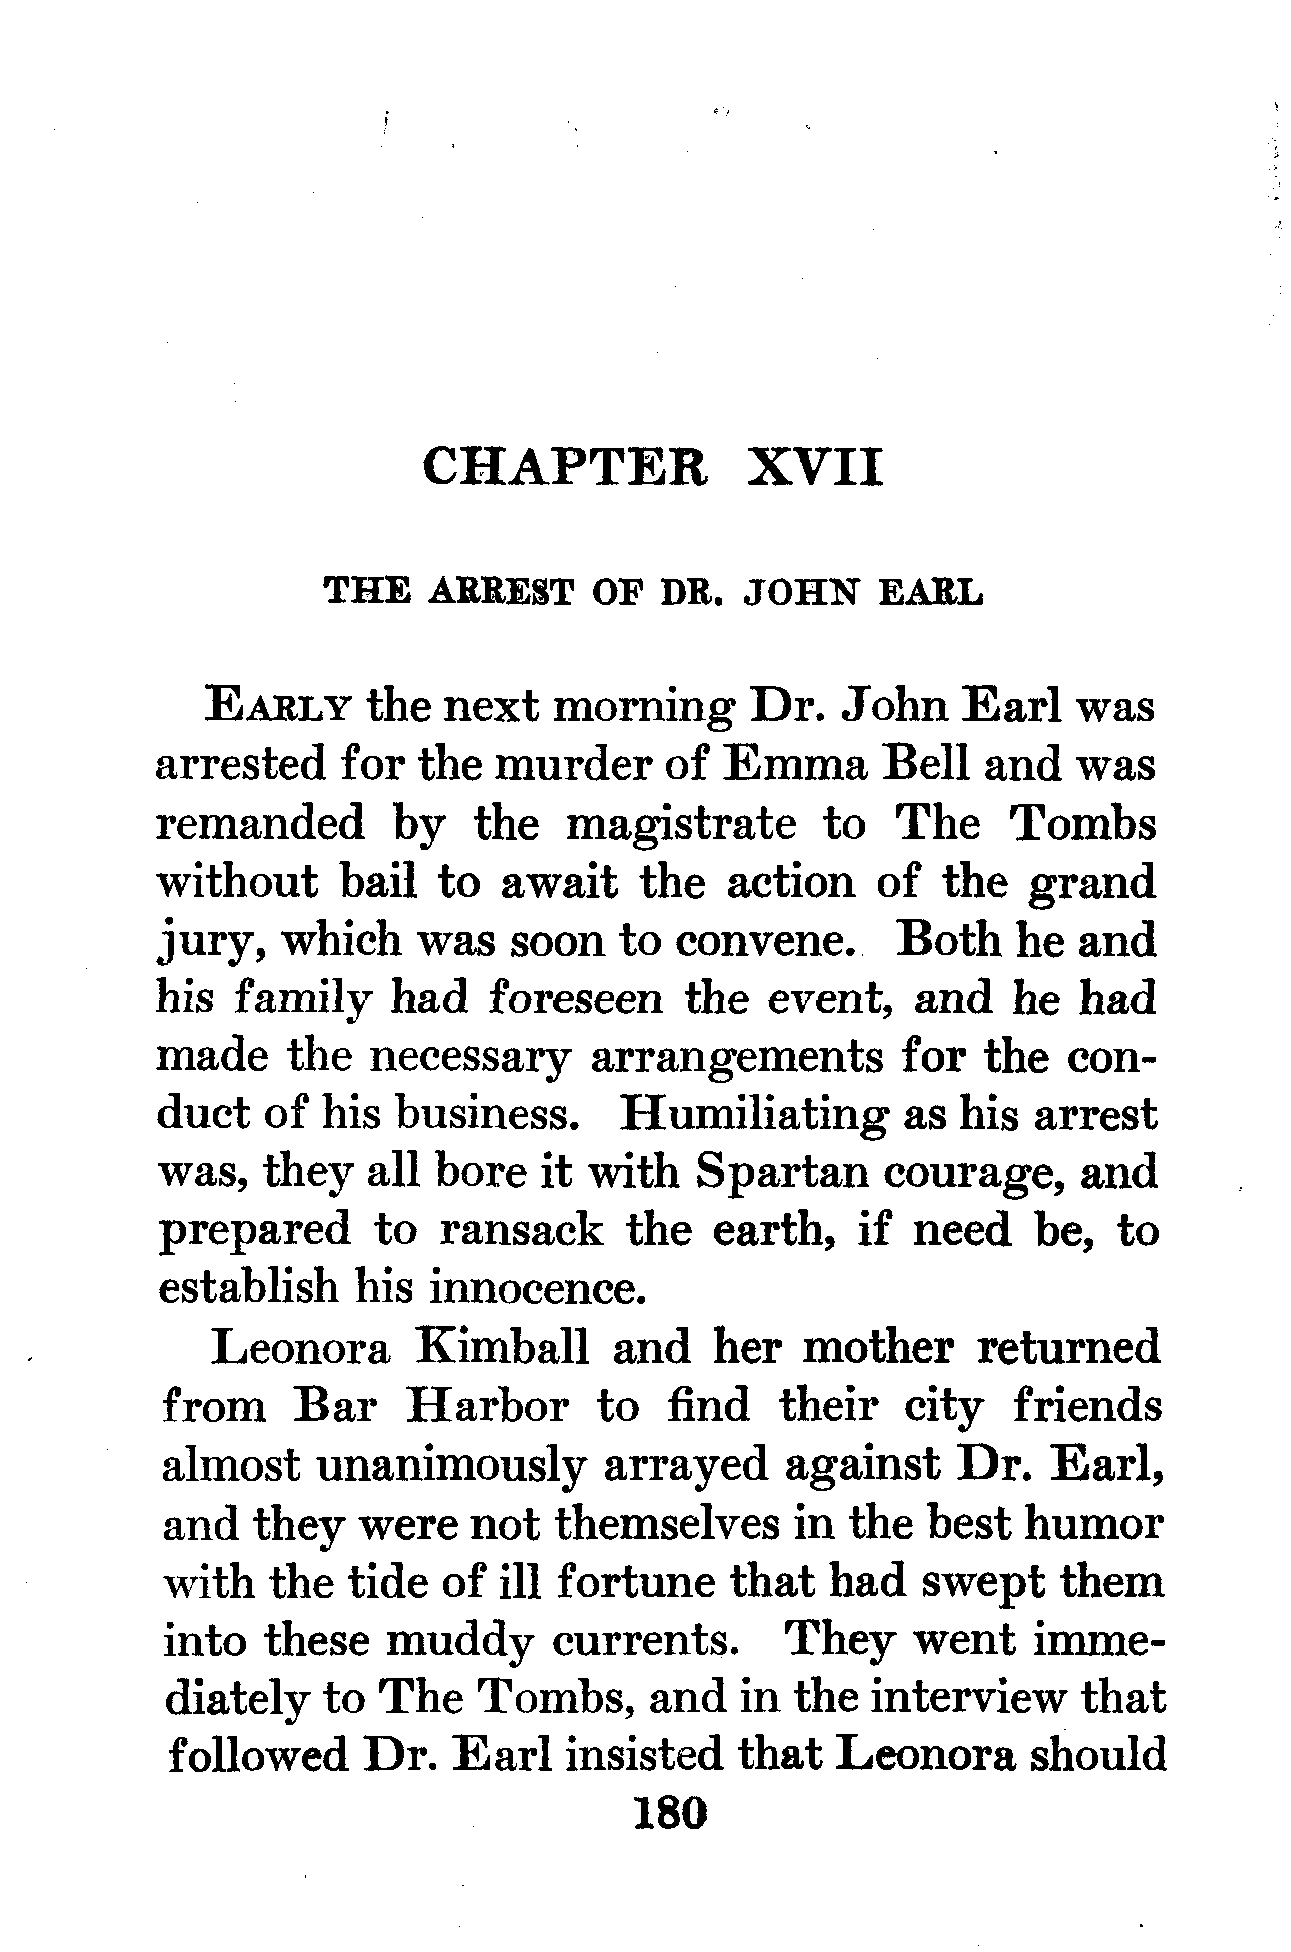 CHAPTER XVII
THE ARREST OF DR. JOHN EARL
EARLY the next morning Dr. John Earl was
arrested for the murder of Emma Bell and was
remanded by the magistrate to The Tombs
without bail to await the action of the grand
jury, which was soon to convene. Both he and
his family had foreseen the event, and he had
made the necessary arrangements for the con-
duct of his business. Humiliating as his arrest
was, they all bore it with Spartan courage, and
prepared to ransack the earth, if need be, to
establish his innocence.
Leonora Kimball and her mother returned
from Bar Harbor to find their city friends
almost unanimously arrayed against Dr. Earl,
and they were not themselves in the best humor
with the tide of ill fortune that had swept them
into these muddy currents. They went imme-
diately to The Tombs, and in the interview that
followed Dr. Earl insisted that Leonora should
180